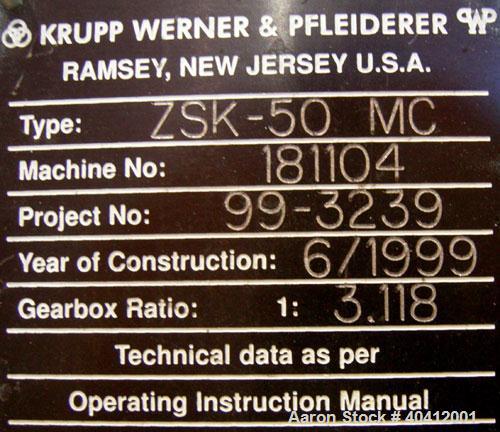 KRUPP WERNER & PFLEIDERER WP
RAMSEY, NEW JERSEY U.S.A.
Type: ZSK-50 MC
Machine No: 181104
Project No: 99-3239
Year of Construction: 6/1999
Gearbox Ratio: 1: 3.118
Technical data as per
Operating Instruction Manual
Aaron Stock # 40412001